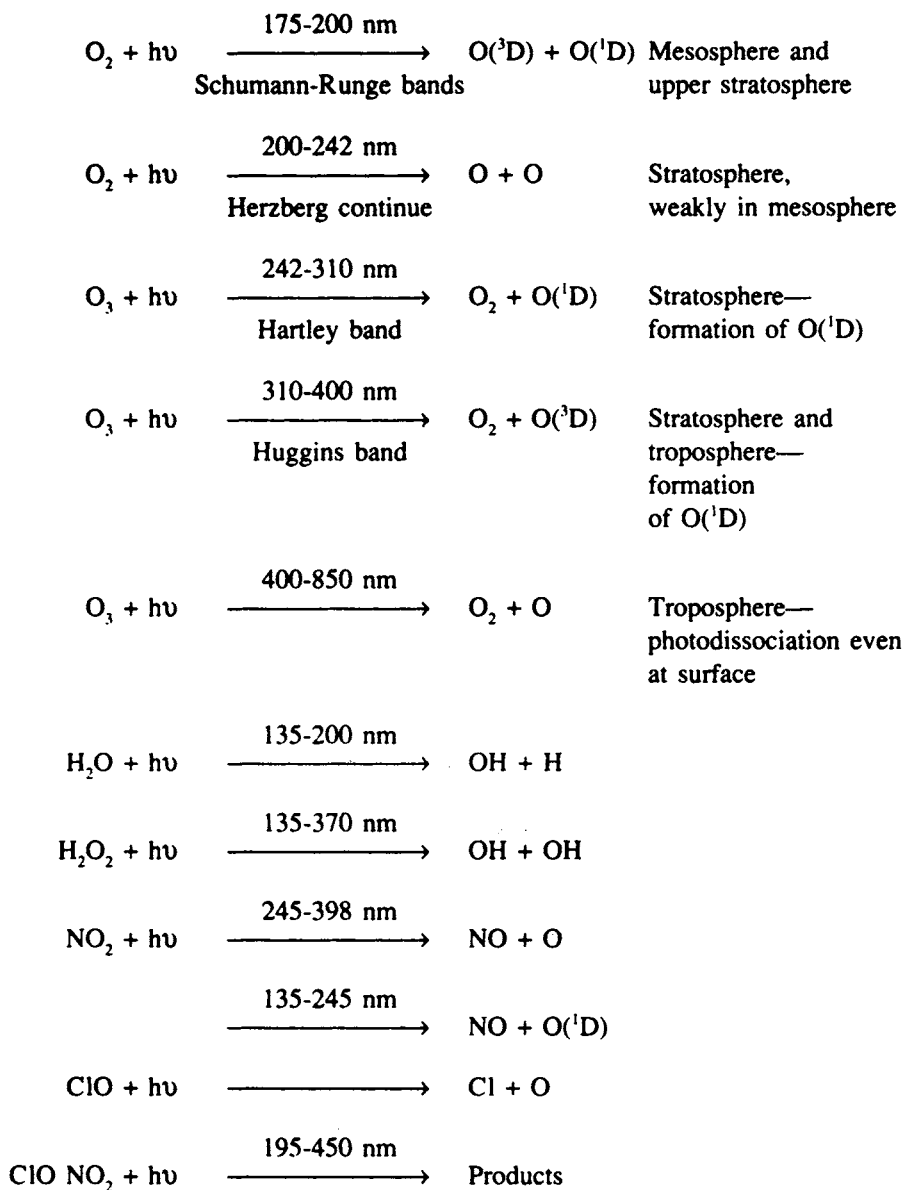 175-200 nm
O₂ + hυ ⟶ O(³D) + O(¹D) Mesosphere and
Schumann-Runge bands upper stratosphere
200-242 nm
O₂ + hυ ⟶ O + O Stratosphere,
Herzberg continue weakly in mesosphere
242-310 nm
O₃ + hυ ⟶ O₂ + O(¹D) Stratosphere—
Hartley band formation of O(¹D)
310-400 nm
O₃ + hυ ⟶ O₂ + O(³D) Stratosphere and
Huggins band troposphere—
formation
of O(¹D)
400-850 nm
O₃ + hυ ⟶ O₂ + O Troposphere—
photodissociation even
at surface
135-200 nm
H₂O + hυ ⟶ OH + H
135-370 nm
H₂O₂ + hυ ⟶ OH + OH
245-398 nm
NO₂ + hυ ⟶ NO + O
135-245 nm
⟶ NO + O(¹D)
ClO + hυ ⟶ Cl + O
195-450 nm
ClO NO₂ + hυ ⟶ Products